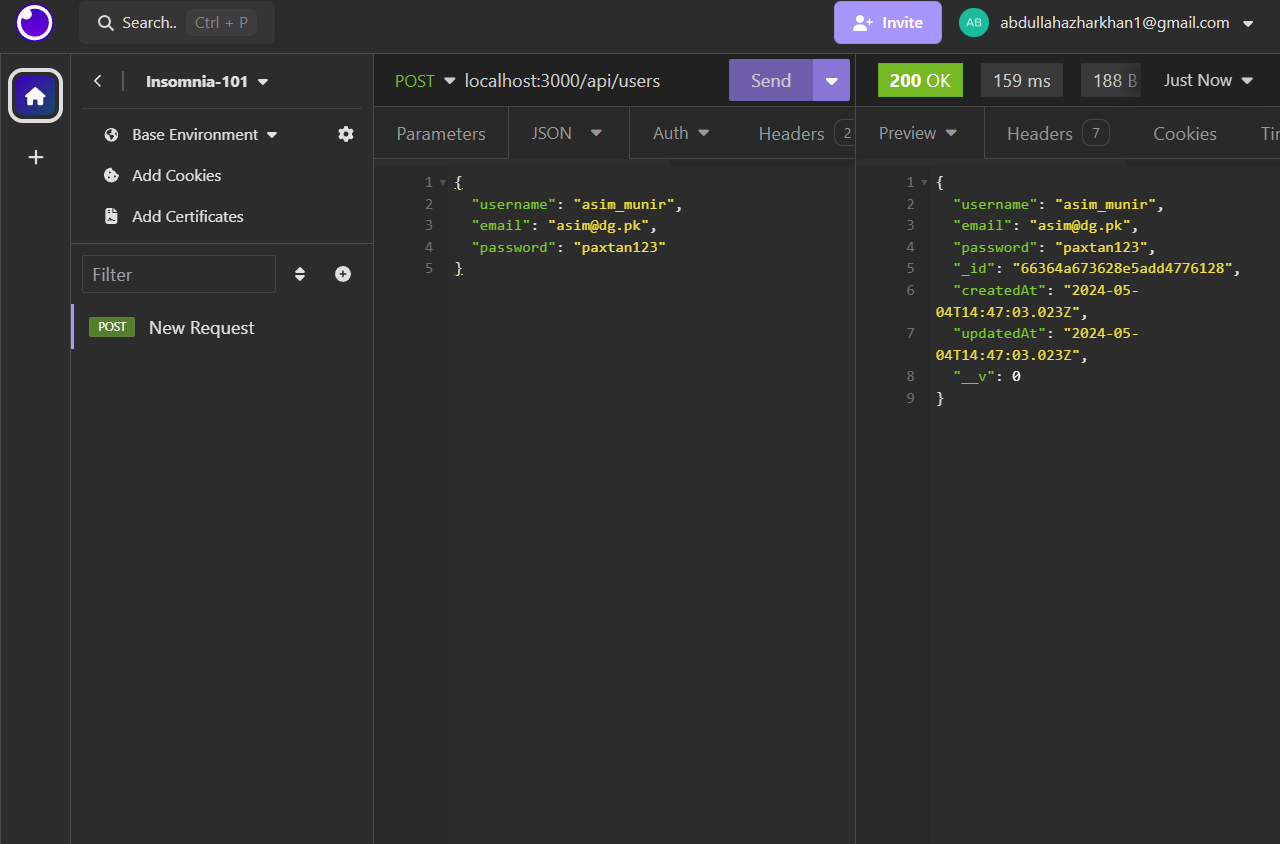 Search.. Ctrl + P
Invite
AB abdullahazharkhan1@gmail.com
Insomnia-101
Base Environment
Add Cookies
Add Certificates
Filter
POST New Request
POST localhost:3000/api/users Send
Parameters JSON Auth Headers 2
1 {
2 "username": "asim_munir",
3 "email": "asim@dg.pk",
4 "password": "paxtan123"
5 }
200 OK 159 ms 188 B Just Now
Preview Headers 7 Cookies Tir
1 {
2 "username": "asim_munir",
3 "email": "asim@dg.pk",
4 "password": "paxtan123",
5 "_id": "66364a673628e5add4776128",
6 "createdAt": "2024-05-
04T14:47:03.023Z",
7 "updatedAt": "2024-05-
04T14:47:03.023Z",
8 "__v": 0
9 }